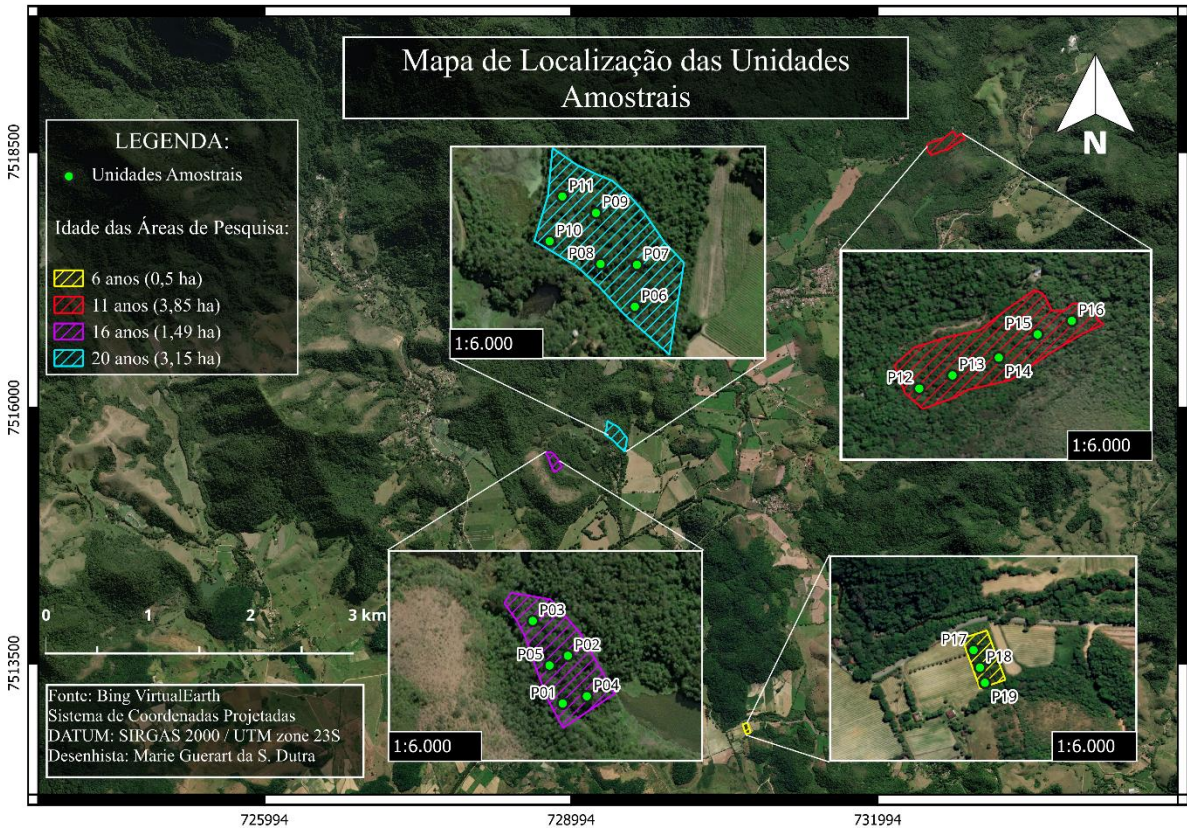 Mapa de Localização das Unidades
Amostrais
N
LEGENDA:
Unidades Amostrais
Idade das Áreas de Pesquisa:
6 anos (0,5 ha)
11 anos (3,85 ha)
16 anos (1,49 ha)
20 anos (3,15 ha)
7518500
7516000
7513500
P11
P09
P10
P08
P07
P06
1:6.000
P16
P15
P13
P14
P12
1:6.000
P03
P02
P05
P04
P01
1:6.000
P17
P18
P19
1:6.000
0 1 2 3 km
Fonte: Bing VirtualEarth
Sistema de Coordenadas Projetadas
DATUM: SIRGAS 2000 / UTM zone 23S
Desenhista: Marie Guerart da S. Dutra
725994 728994 731994